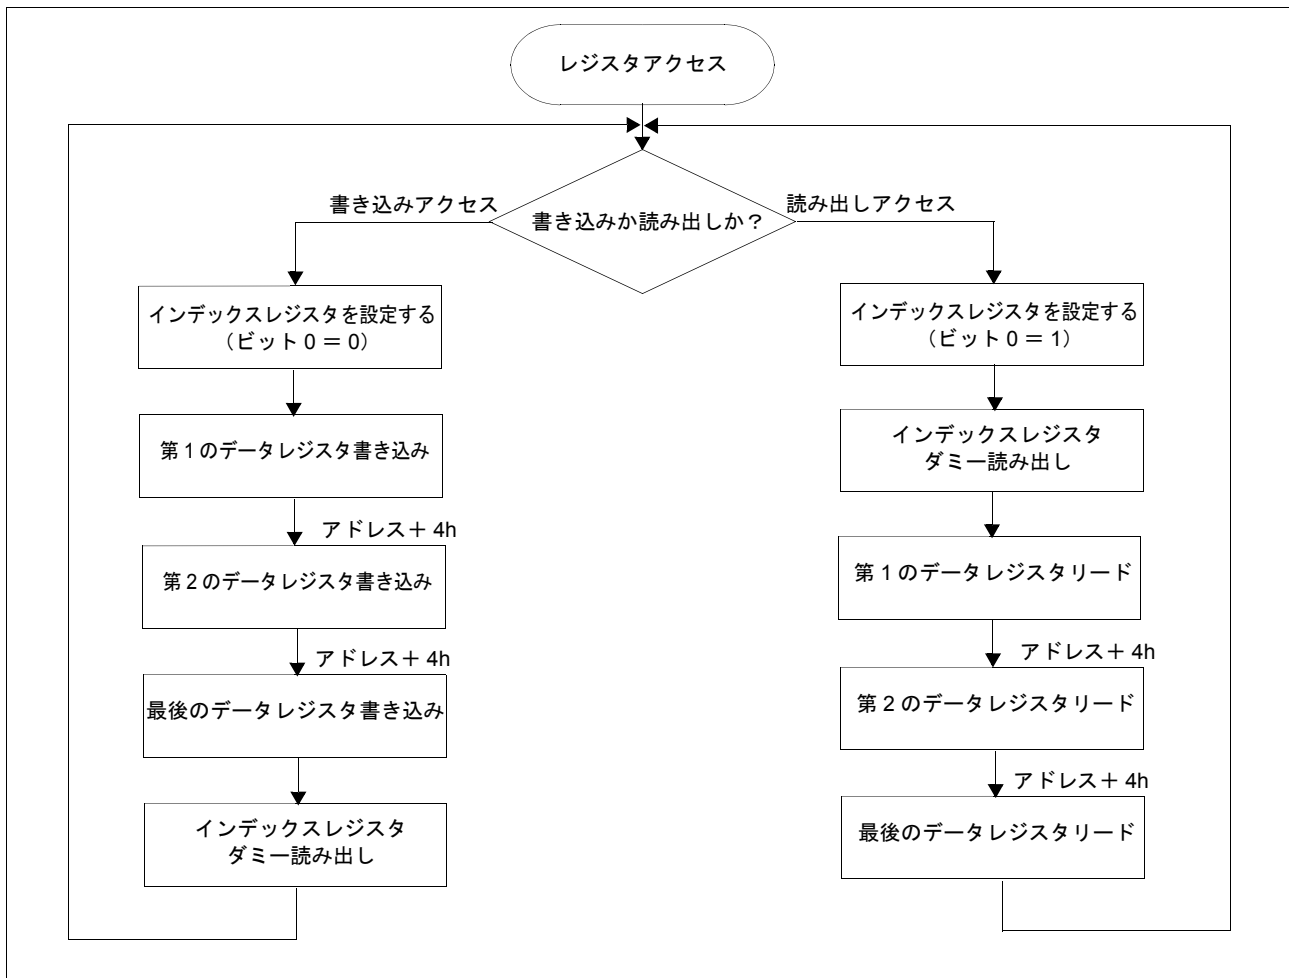 レジスタアクセス
書き込みアクセス
書き込みか読み出しか？
読み出しアクセス
インデックスレジスタを設定する
（ビット 0 ＝ 0）
第 1 のデータレジスタ書き込み
アドレス＋ 4h
第 2 のデータレジスタ書き込み
アドレス＋ 4h
最後のデータレジスタ書き込み
インデックスレジスタ
ダミー読み出し
インデックスレジスタを設定する
（ビット 0 ＝ 1）
インデックスレジスタ
ダミー読み出し
第 1 のデータレジスタリード
アドレス＋ 4h
第 2 のデータレジスタリード
アドレス＋ 4h
最後のデータレジスタリード